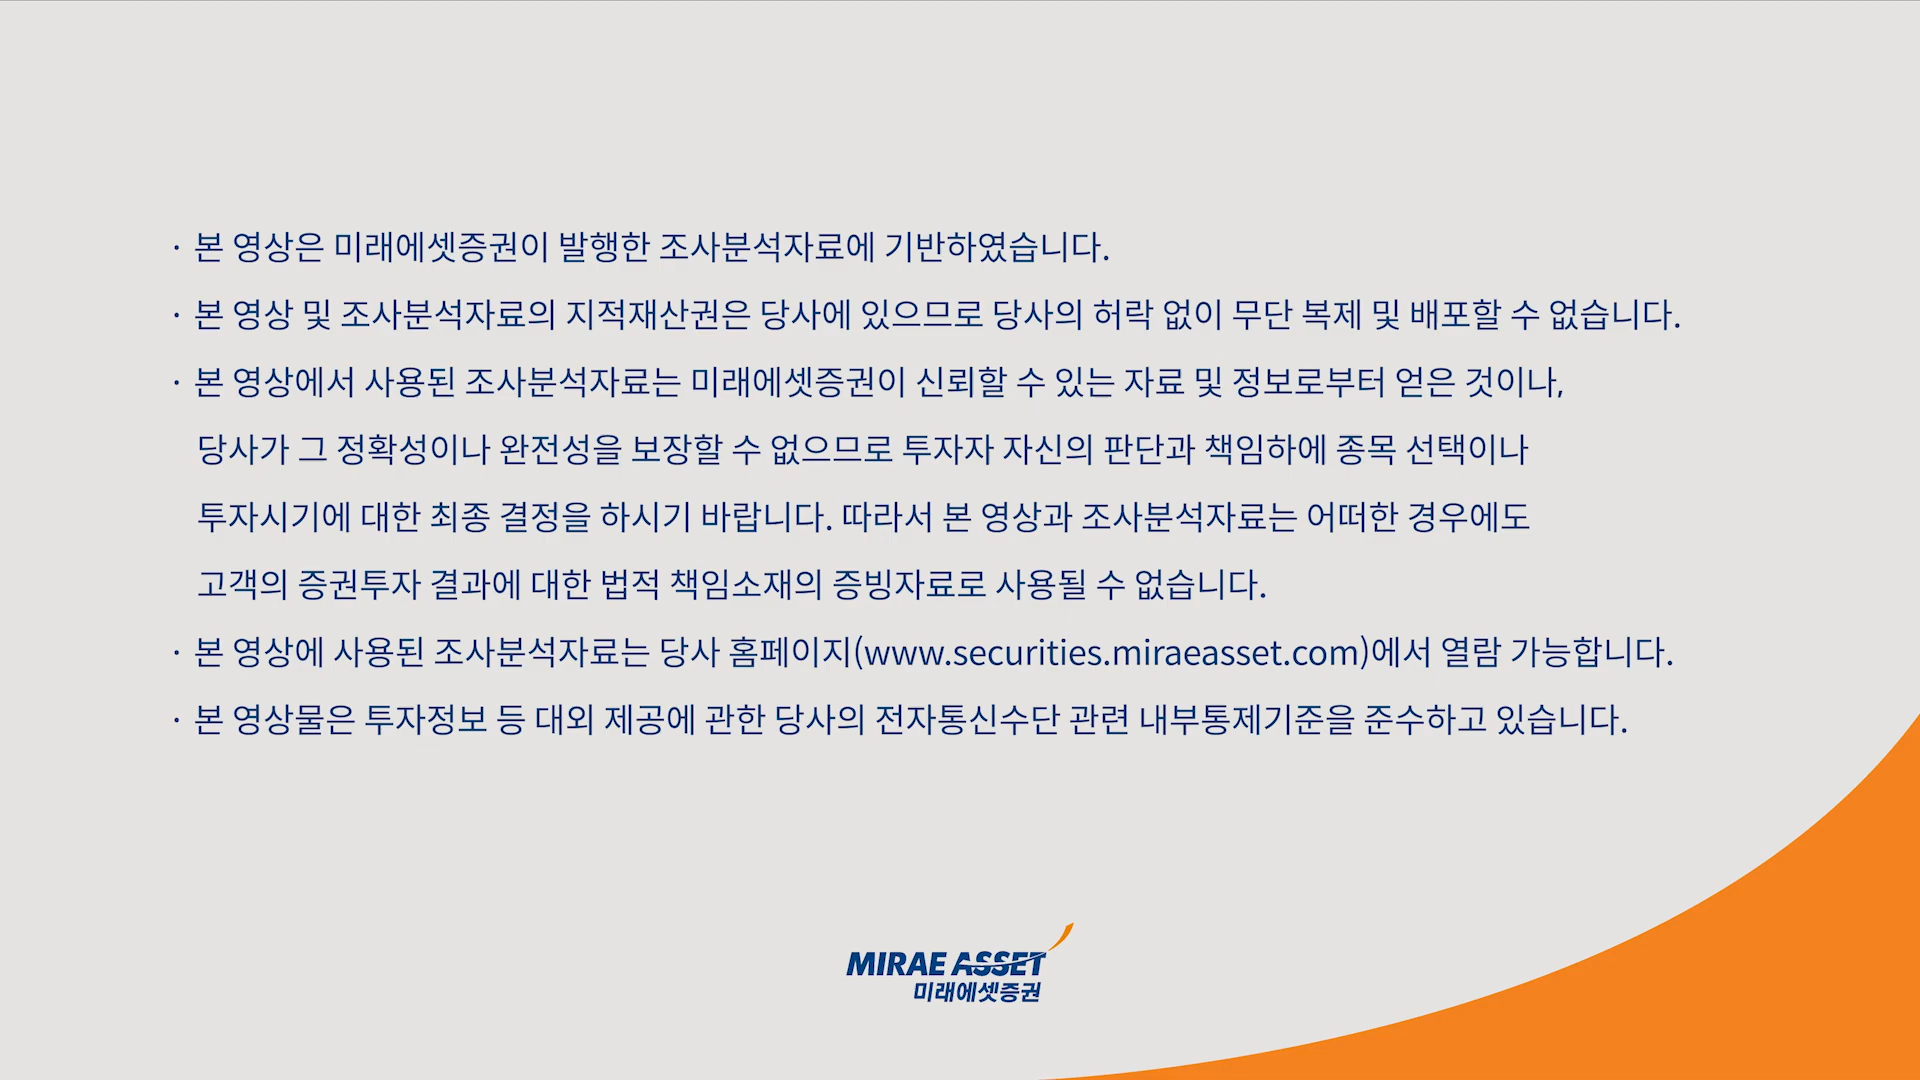 · 본 영상은 미래에셋증권이 발행한 조사분석자료에 기반하였습니다.
· 본 영상 및 조사분석자료의 지적재산권은 당사에 있으므로 당사의 허락 없이 무단 복제 및 배포할 수 없습니다.
· 본 영상에서 사용된 조사분석자료는 미래에셋증권이 신뢰할 수 있는 자료 및 정보로부터 얻은 것이나,
당사가 그 정확성이나 완전성을 보장할 수 없으므로 투자자 자신의 판단과 책임하에 종목 선택이나
투자시기에 대한 최종 결정을 하시기 바랍니다. 따라서 본 영상과 조사분석자료는 어떠한 경우에도
고객의 증권투자 결과에 대한 법적 책임소재의 증빙자료로 사용될 수 없습니다.
· 본 영상에 사용된 조사분석자료는 당사 홈페이지(www.securities.miraeasset.com)에서 열람 가능합니다.
· 본 영상물은 투자정보 등 대외 제공에 관한 당사의 전자통신수단 관련 내부통제기준을 준수하고 있습니다.
MIRAE ASSET
미래에셋증권